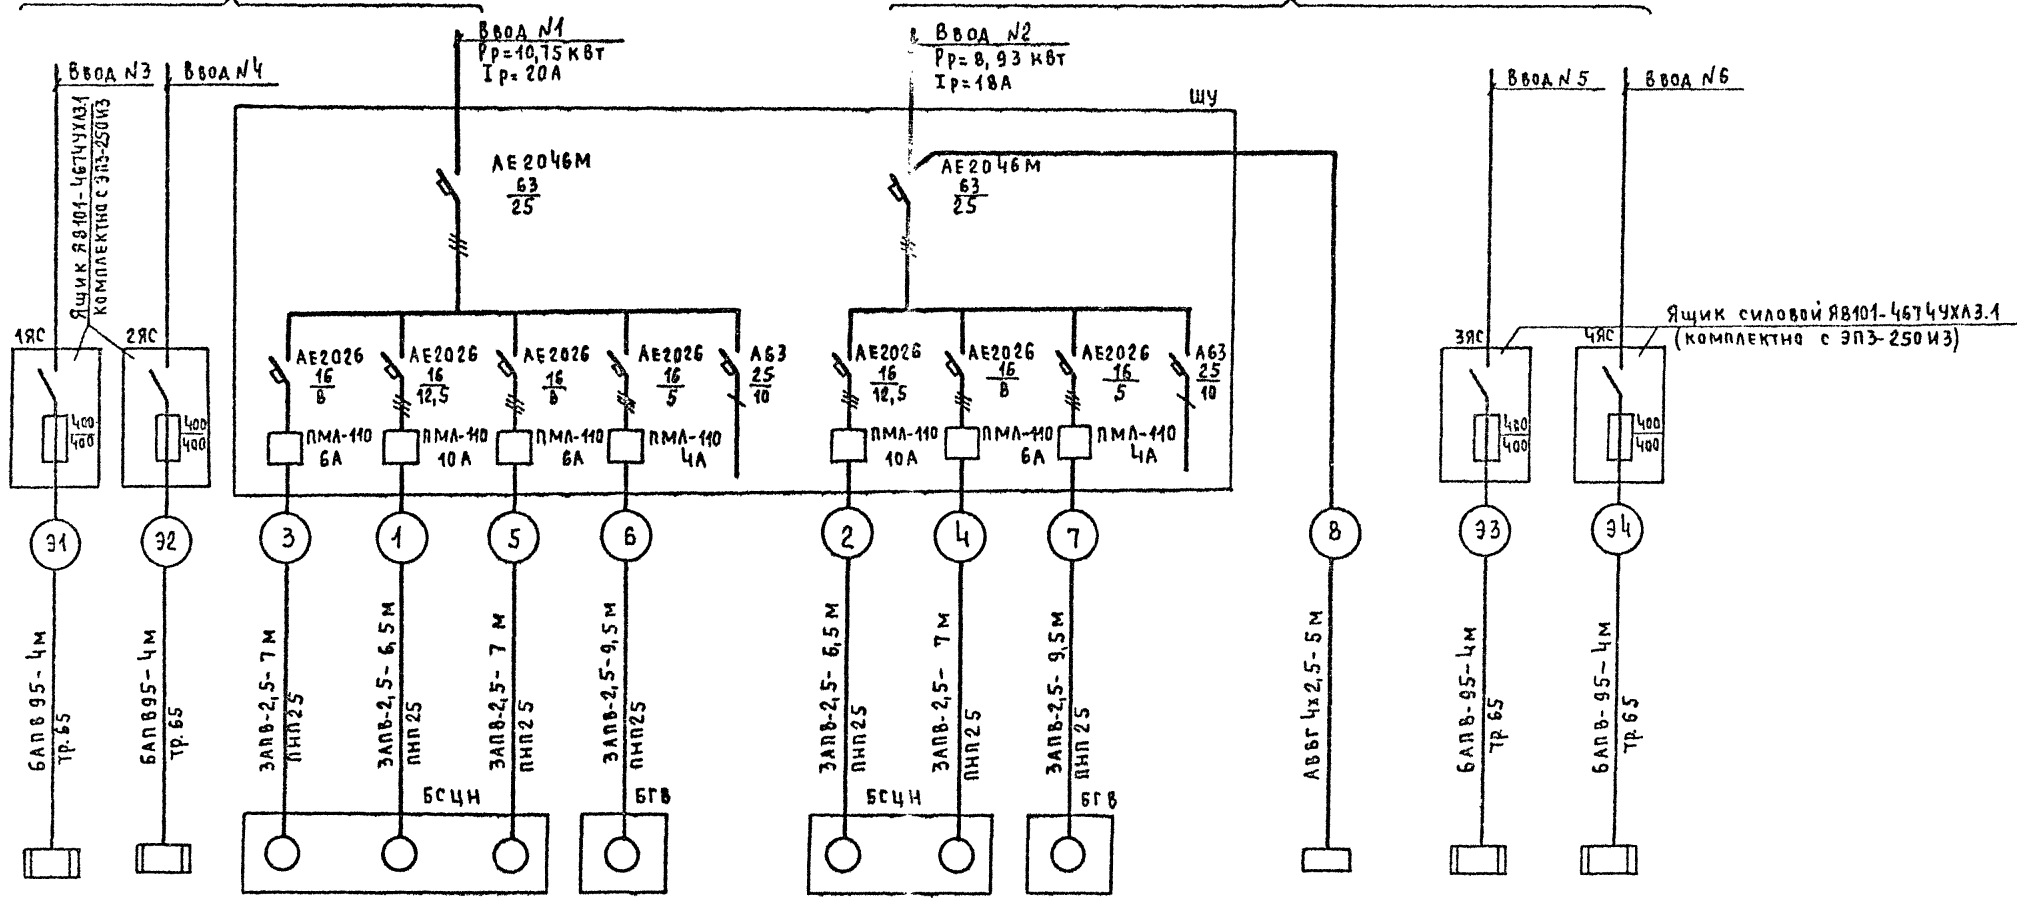 Ввод N1
Рр=10,75 кВт
Iр=20А
Ввод N2
Рр=8,93 кВт
Iр=18А
Ввод N3
Ввод N4
Ввод N5
Ввод N6
Ящик Я8101-4674УХЛ3.1
комплектно с ЭПЗ-250ИЗ
ШУ
АЕ2046М
63
25
АЕ2046М
63
25
Ящик силовой Я8101-4674УХЛ3.1
(комплектно с ЭПЗ-250ИЗ)
1ЯС
2ЯС
3ЯС
4ЯС
АЕ2026
16
8
АЕ2026
16
12,5
АЕ2026
16
8
АЕ2026
16
5
А63
25
10
АЕ2026
16
12,5
АЕ2026
16
8
АЕ2026
16
5
А63
25
10
400
400
400
400
400
400
400
400
ПМЛ-110
6А
ПМЛ-110
10А
ПМЛ-110
6А
ПМЛ-110
4А
ПМЛ-110
10А
ПМЛ-110
6А
ПМЛ-110
4А
Э1
Э2
3
1
5
6
2
4
7
8
Э3
Э4
6АПВ 95-4м
тр.65
6АПВ95-4м
тр.65
3АПВ-2,5-7м
ПНП25
3АПВ-2,5-6,5м
ПНП25
3АПВ-2,5-7м
ПНП25
3АПВ-2,5-9,5м
ПНП25
3АПВ-2,5-6,5м
ПНП25
3АПВ-2,5-7м
ПНП25
3АПВ-2,5-9,5м
ПНП25
АВВГ 4х2,5-5м
6АПВ-95-4м
тр 65
6АПВ-95-4м
тр 65
БСЦН
БГВ
БСЦН
БГВ